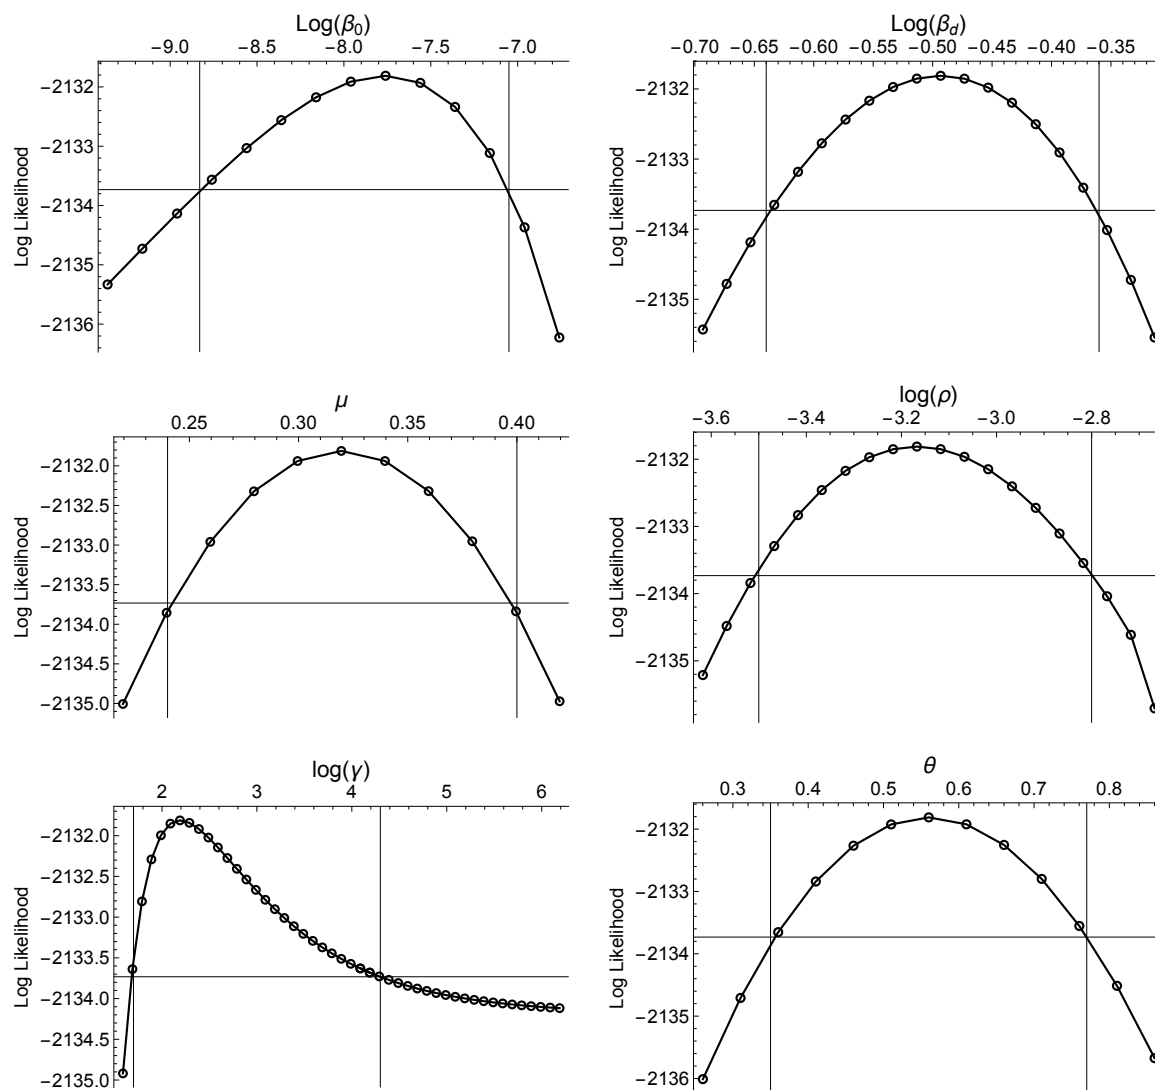 Log(β0)
−9.0 −8.5 −8.0 −7.5 −7.0
Log Likelihood
−2132
−2133
−2134
−2135
−2136
Log(βd)
−0.70 −0.65 −0.60 −0.55 −0.50 −0.45 −0.40 −0.35
Log Likelihood
−2132
−2133
−2134
−2135
μ
0.25 0.30 0.35 0.40
Log Likelihood
−2132.0
−2132.5
−2133.0
−2133.5
−2134.0
−2134.5
−2135.0
log(ρ)
−3.6 −3.4 −3.2 −3.0 −2.8
Log Likelihood
−2132
−2133
−2134
−2135
log(γ)
2 3 4 5 6
Log Likelihood
−2132.0
−2132.5
−2133.0
−2133.5
−2134.0
−2134.5
−2135.0
θ
0.3 0.4 0.5 0.6 0.7 0.8
Log Likelihood
−2132
−2133
−2134
−2135
−2136